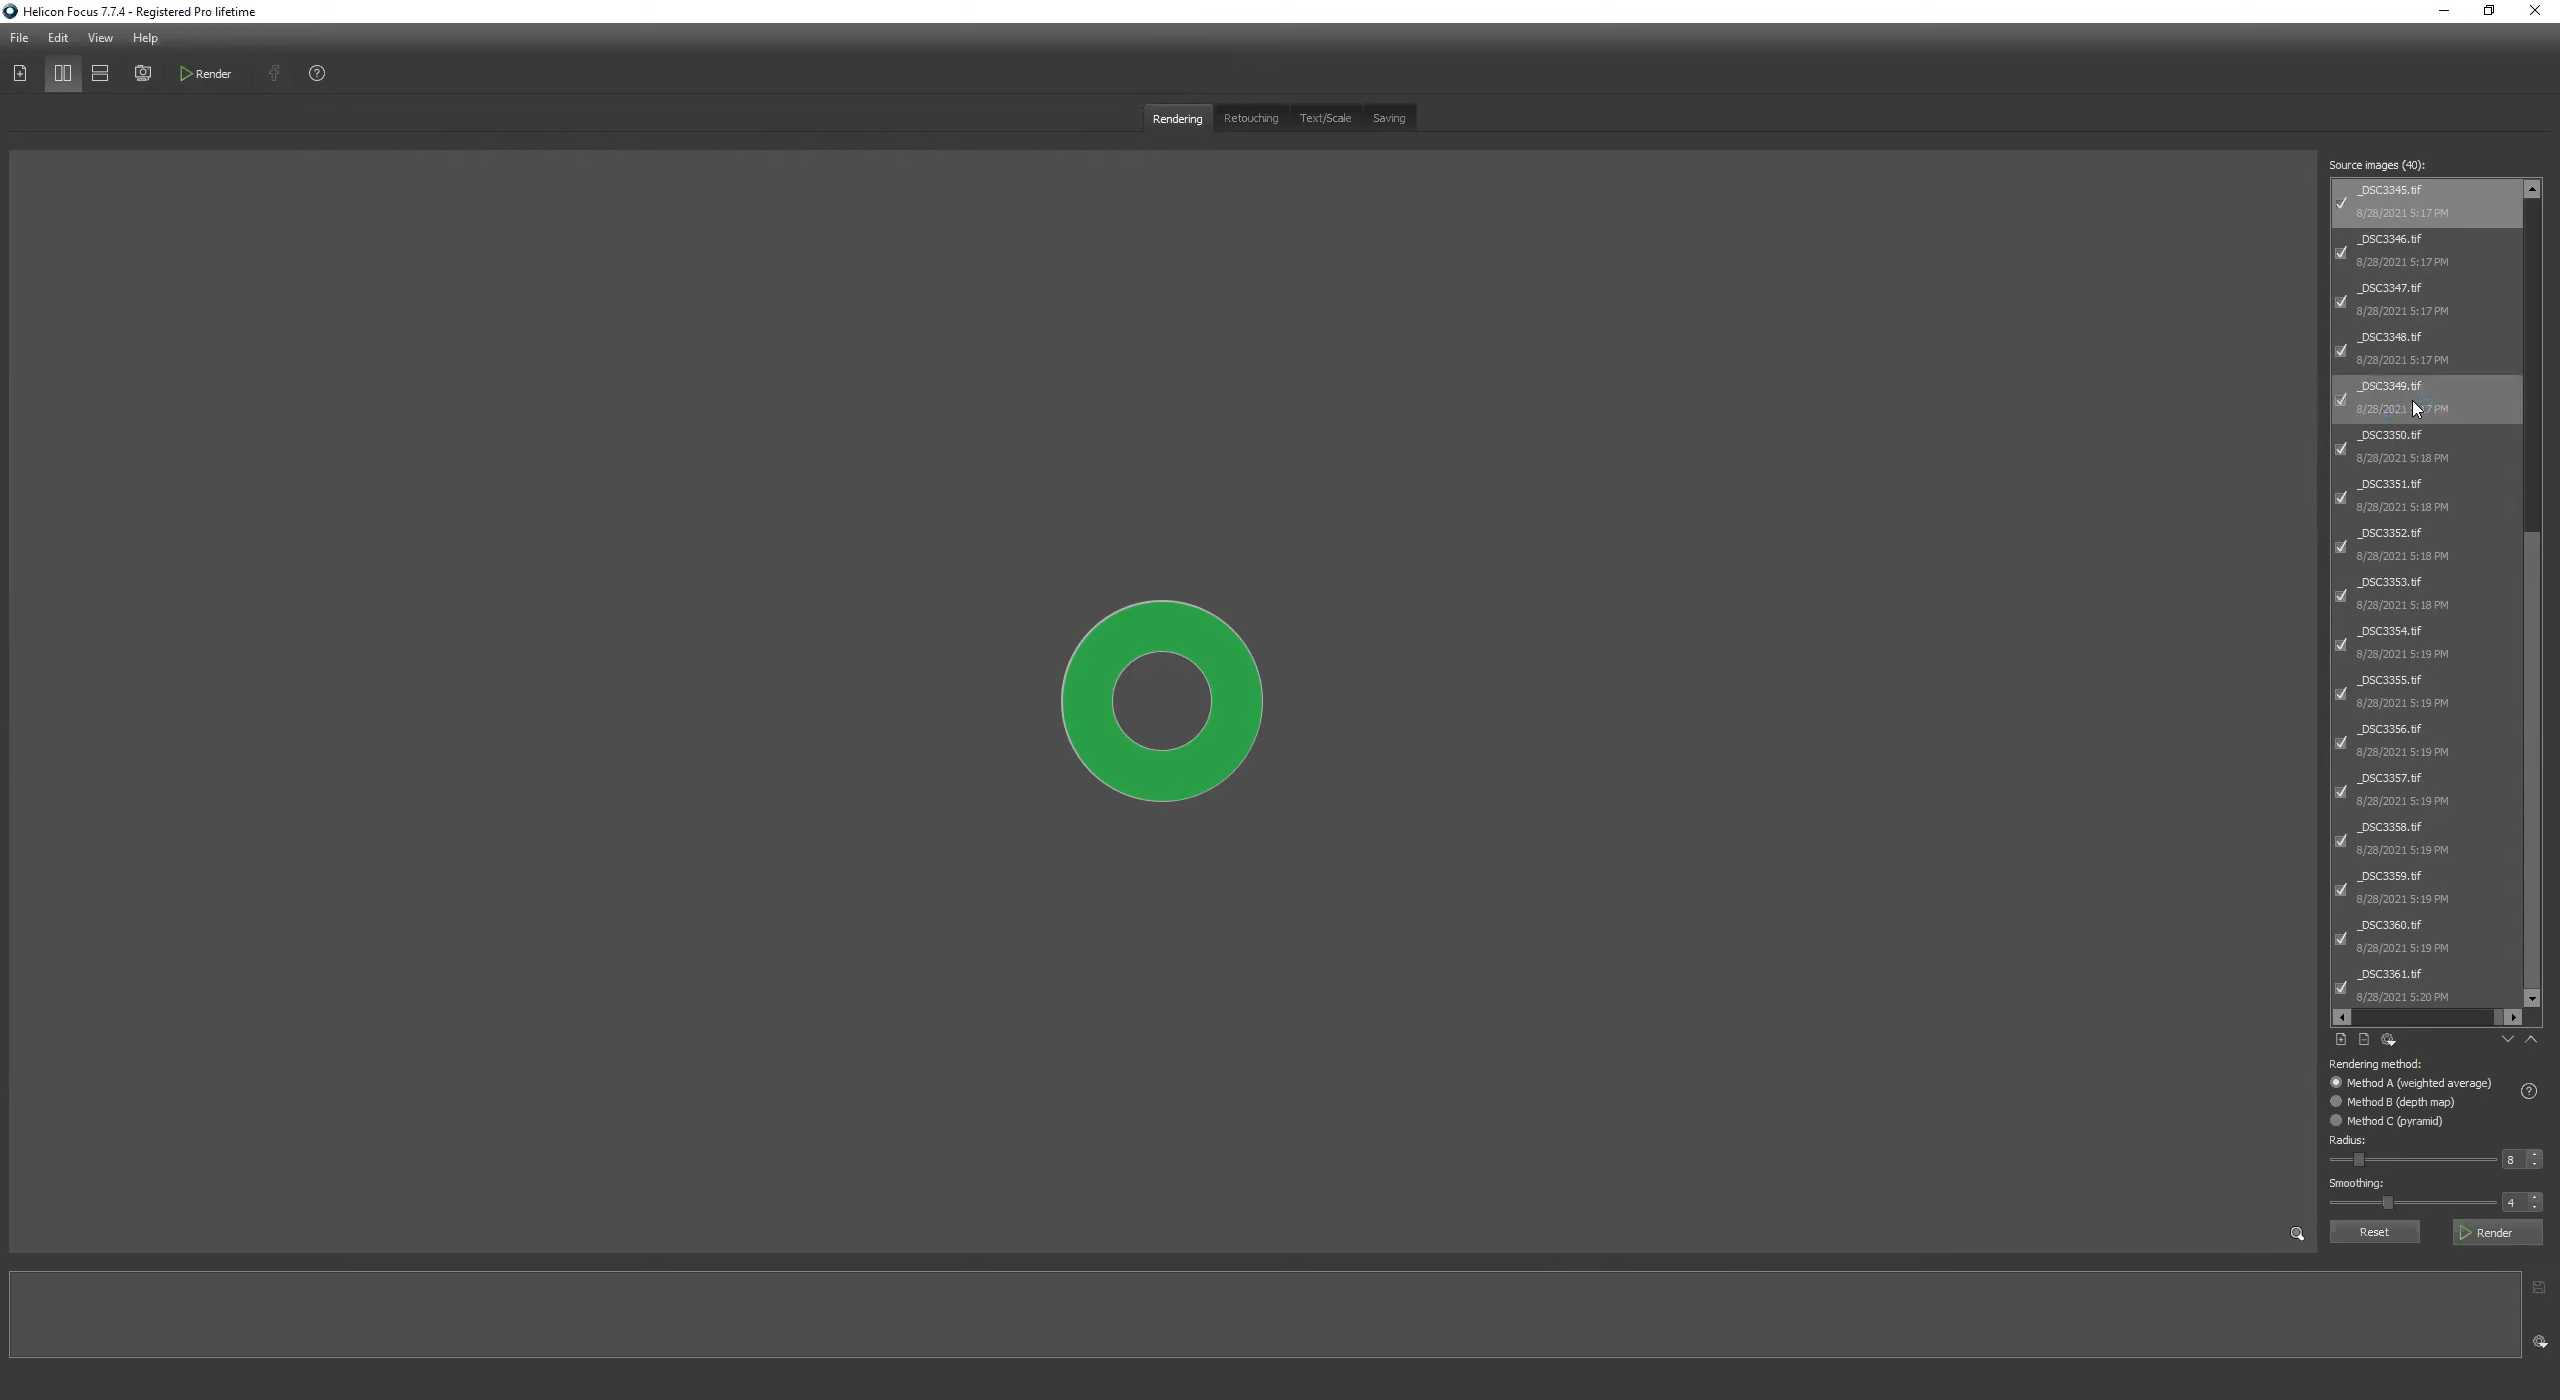 Helicon Focus 7.7.4 - Registered Pro lifetime
File Edit View Help
Render
Rendering Retouching Text/Scale Saving
Source images (40):
_DSC3345.tif
8/28/2021 5:17 PM
_DSC3346.tif
8/28/2021 5:17 PM
_DSC3347.tif
8/28/2021 5:17 PM
_DSC3348.tif
8/28/2021 5:17 PM
_DSC3349.tif
8/28/2021 PM
_DSC3350.tif
8/28/2021 5:18 PM
_DSC3351.tif
8/28/2021 5:18 PM
_DSC3352.tif
8/28/2021 5:18 PM
_DSC3353.tif
8/28/2021 5:18 PM
_DSC3354.tif
8/28/2021 5:19 PM
_DSC3355.tif
8/28/2021 5:19 PM
_DSC3356.tif
8/28/2021 5:19 PM
_DSC3357.tif
8/28/2021 5:19 PM
_DSC3358.tif
8/28/2021 5:19 PM
_DSC3359.tif
8/28/2021 5:19 PM
_DSC3360.tif
8/28/2021 5:19 PM
_DSC3361.tif
8/28/2021 5:20 PM
Rendering method:
Method A (weighted average)
Method B (depth map)
Method C (pyramid)
Radius:
8
Smoothing:
4
Reset Render